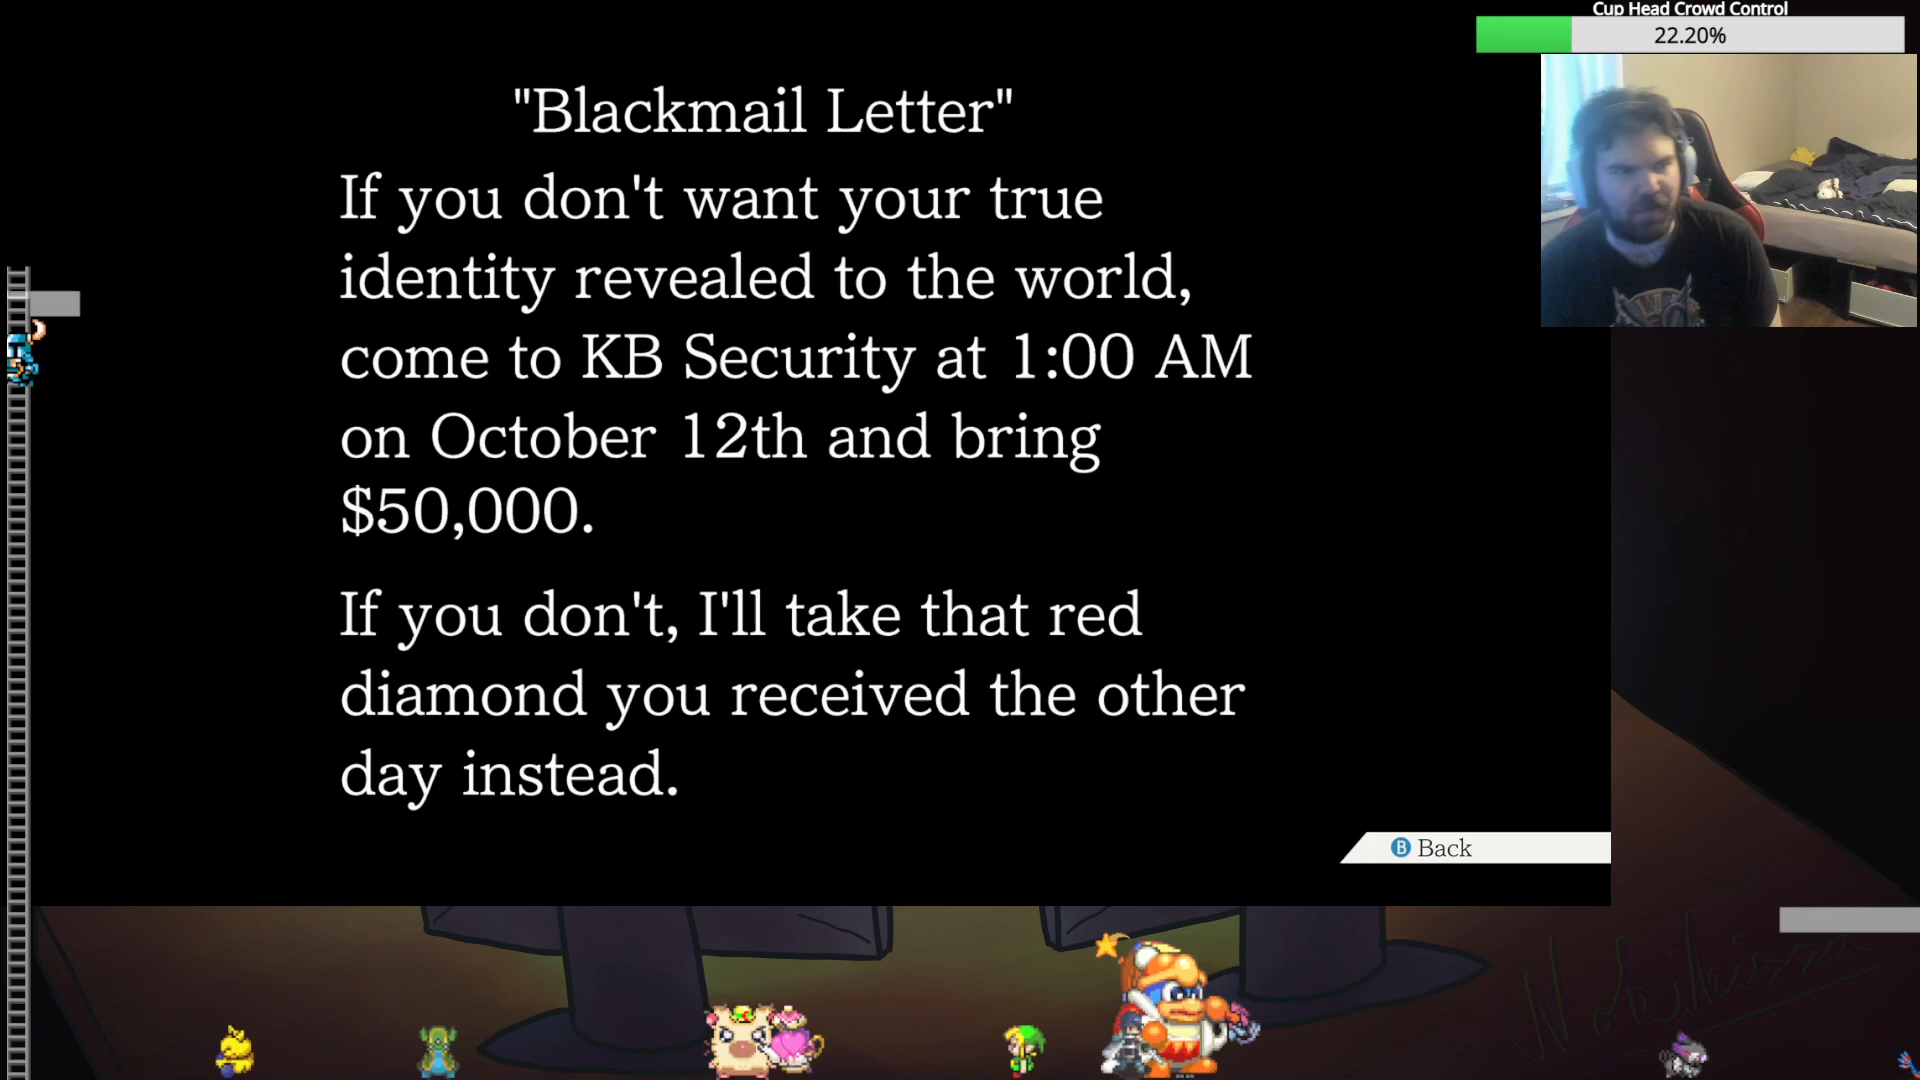 Cup Head Crowd Control
22.20%
"Blackmail Letter"
If you don't want your true
identity revealed to the world,
come to KB Security at 1:00 AM
on October 12th and bring
$50,000.
If you don't, I'll take that red
diamond you received the other
day instead.
B Back